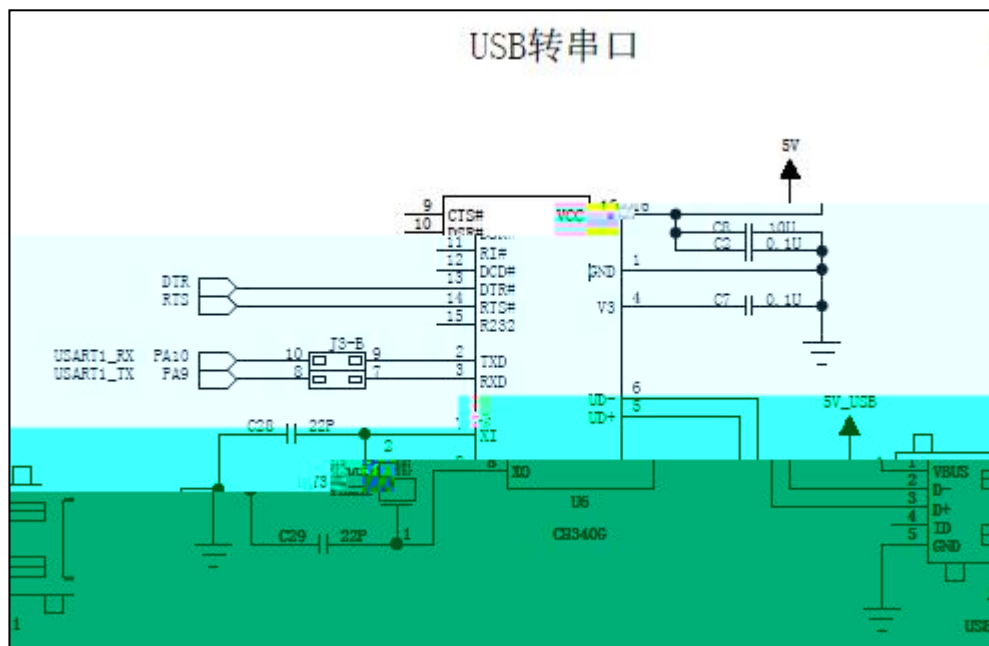 USB转串口
5V
9 CTS# VCC
10 DSR# C8 10U
11 RI# C2 0.1U
12 DCD# GND 1
DTR 13 DTR#
RTS 14 RTS# V3 4 C7 0.1U
15 R232
J3-B
USART1_RX PA10 10 9 2 TXD
USART1_TX PA9 8 7 3 RXD
UD- 6
UD+ 5 5V_USB
C28 22P XI
2
8 XO 1 VBUS
U6 2 D-
3 D+
C29 22P 1 CH340G 4 ID
5 GND
1 USB